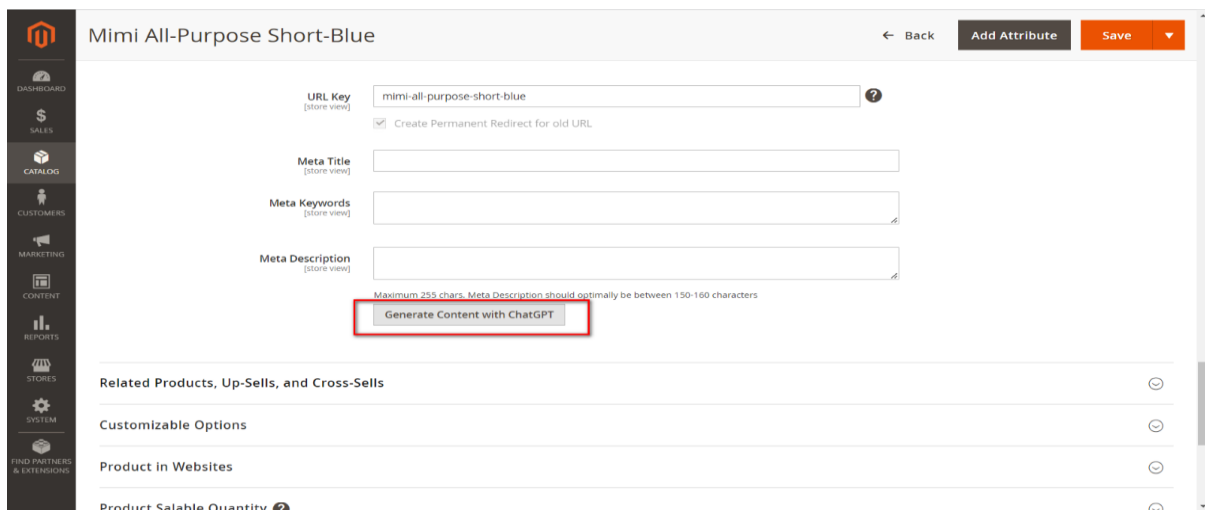 Mimi All-Purpose Short-Blue
← Back
Add Attribute
Save
DASHBOARD
SALES
CATALOG
CUSTOMERS
MARKETING
CONTENT
REPORTS
STORES
SYSTEM
FIND PARTNERS
& EXTENSIONS
URL Key
[store view]
mimi-all-purpose-short-blue
?
Create Permanent Redirect for old URL
Meta Title
[store view]
Meta Keywords
[store view]
Meta Description
[store view]
Maximum 255 chars. Meta Description should optimally be between 150-160 characters
Generate Content with ChatGPT
Related Products, Up-Sells, and Cross-Sells
Customizable Options
Product in Websites
Product Salable Quantity ?